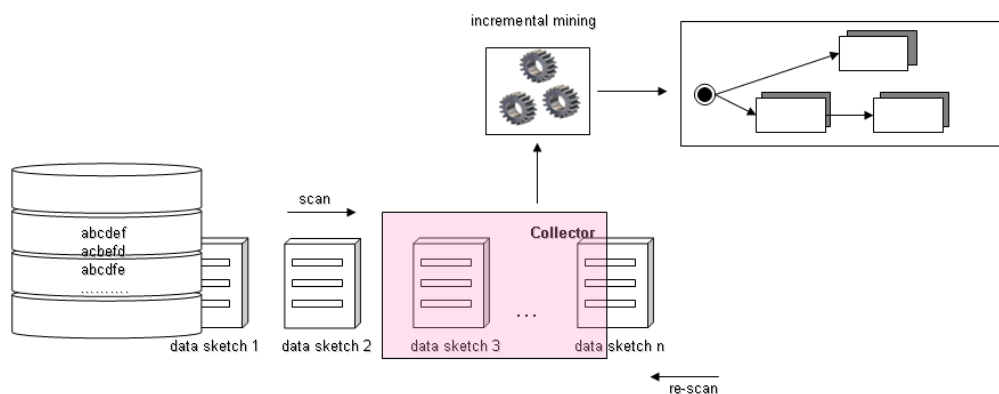 incremental mining
scan
abcdef
acbefd
abcdfe
..........
Collector
...
data sketch 1
data sketch 2
data sketch 3
data sketch n
re-scan